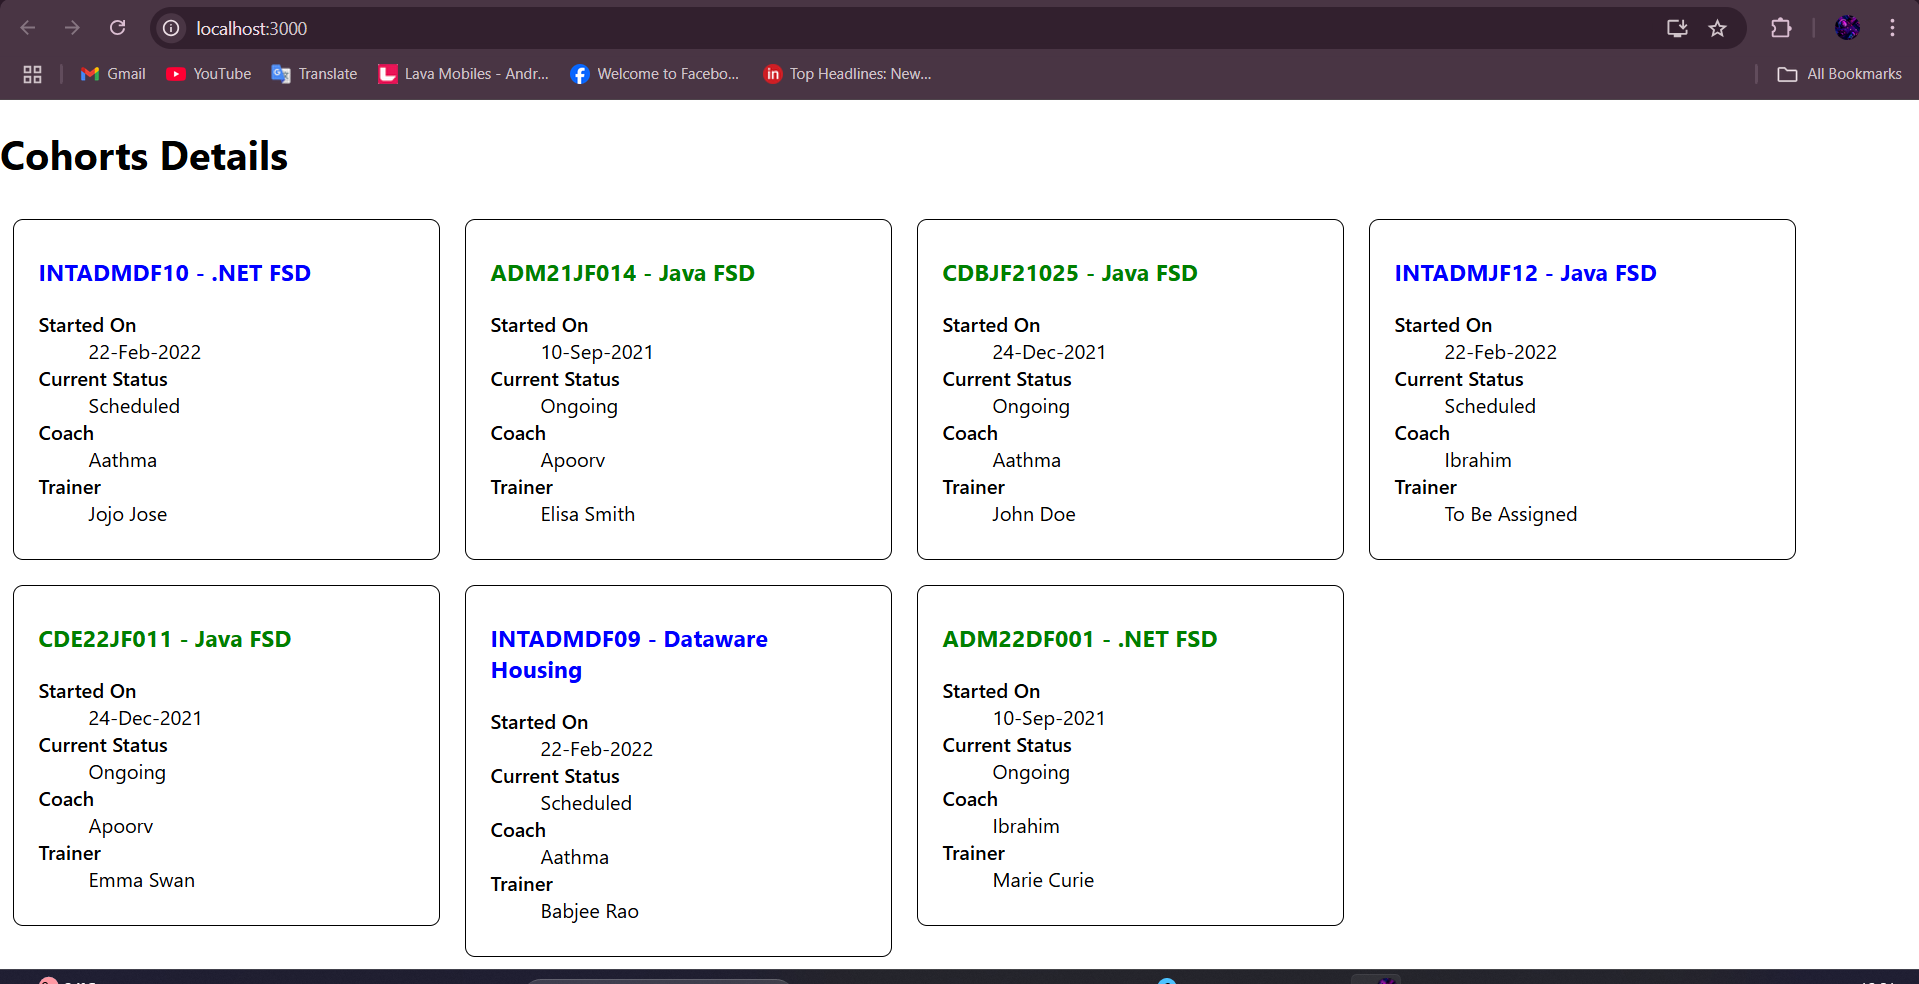 localhost:3000
Gmail
YouTube
Translate
Lava Mobiles - Andr...
Welcome to Facebo...
Top Headlines: New...
All Bookmarks
Cohorts Details
INTADMDF10 - .NET FSD
Started On
22-Feb-2022
Current Status
Scheduled
Coach
Aathma
Trainer
Jojo Jose
ADM21JF014 - Java FSD
Started On
10-Sep-2021
Current Status
Ongoing
Coach
Apoorv
Trainer
Elisa Smith
CDBJF21025 - Java FSD
Started On
24-Dec-2021
Current Status
Ongoing
Coach
Aathma
Trainer
John Doe
INTADMJF12 - Java FSD
Started On
22-Feb-2022
Current Status
Scheduled
Coach
Ibrahim
Trainer
To Be Assigned
CDE22JF011 - Java FSD
Started On
24-Dec-2021
Current Status
Ongoing
Coach
Apoorv
Trainer
Emma Swan
INTADMDF09 - Dataware
Housing
Started On
22-Feb-2022
Current Status
Scheduled
Coach
Aathma
Trainer
Babjee Rao
ADM22DF001 - .NET FSD
Started On
10-Sep-2021
Current Status
Ongoing
Coach
Ibrahim
Trainer
Marie Curie